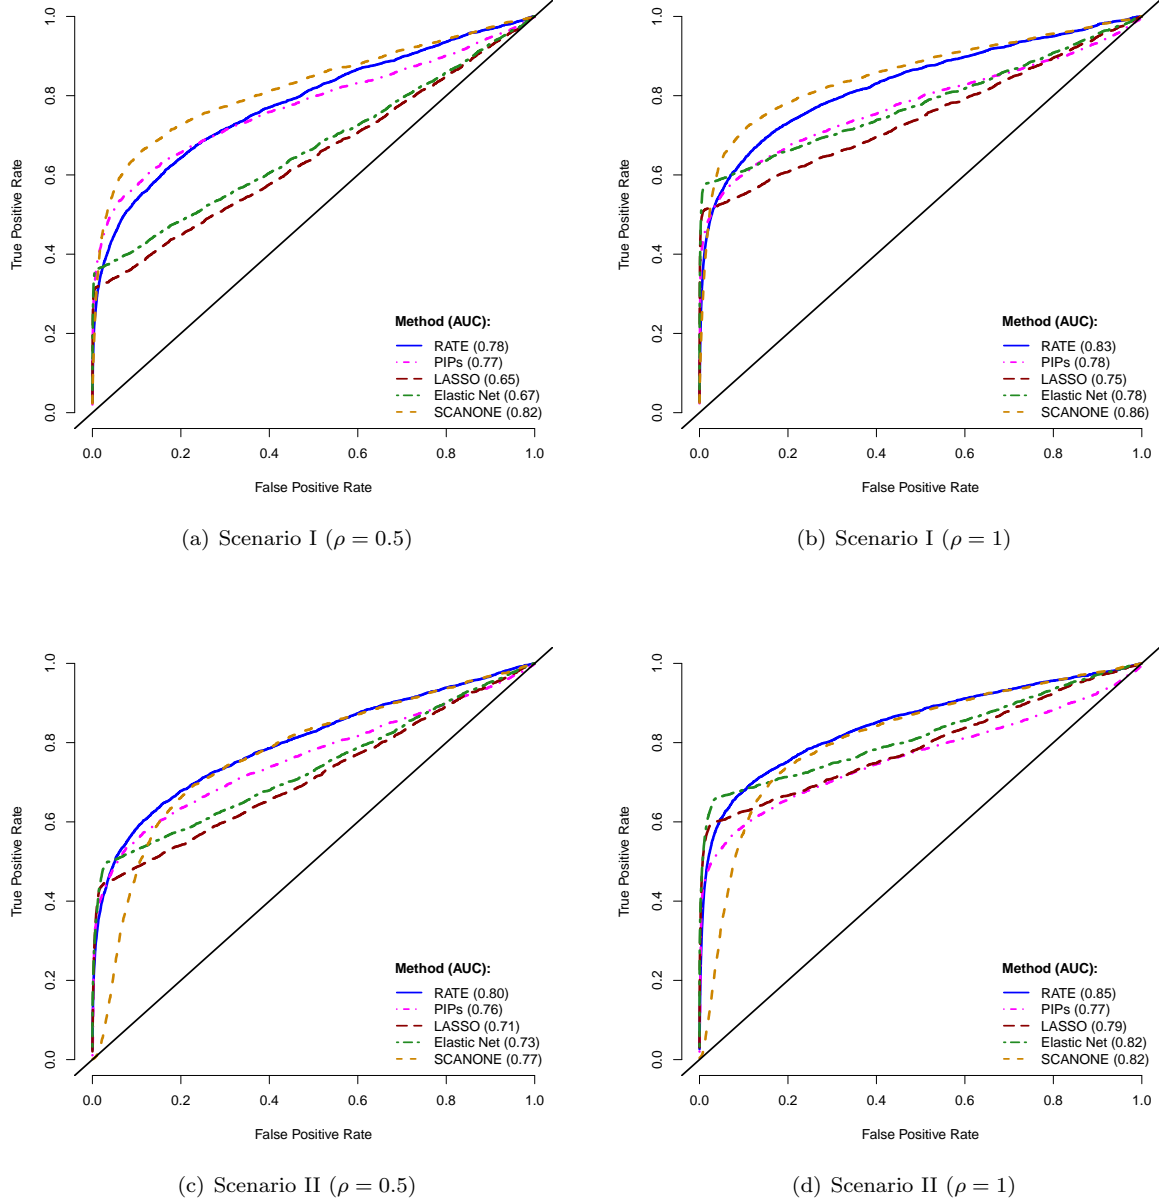 True Positive Rate
1.0
0.8
0.6
0.4
0.2
0.0
Method (AUC):
RATE (0.78)
PIPs (0.77)
LASSO (0.65)
Elastic Net (0.67)
SCANONE (0.82)
0.0 0.2 0.4 0.6 0.8 1.0
False Positive Rate
(a) Scenario I (ρ = 0.5)
True Positive Rate
1.0
0.8
0.6
0.4
0.2
0.0
Method (AUC):
RATE (0.83)
PIPs (0.78)
LASSO (0.75)
Elastic Net (0.78)
SCANONE (0.86)
0.0 0.2 0.4 0.6 0.8 1.0
False Positive Rate
(b) Scenario I (ρ = 1)
True Positive Rate
1.0
0.8
0.6
0.4
0.2
0.0
Method (AUC):
RATE (0.80)
PIPs (0.76)
LASSO (0.71)
Elastic Net (0.73)
SCANONE (0.77)
0.0 0.2 0.4 0.6 0.8 1.0
False Positive Rate
(c) Scenario II (ρ = 0.5)
True Positive Rate
1.0
0.8
0.6
0.4
0.2
0.0
Method (AUC):
RATE (0.85)
PIPs (0.77)
LASSO (0.79)
Elastic Net (0.82)
SCANONE (0.82)
0.0 0.2 0.4 0.6 0.8 1.0
False Positive Rate
(d) Scenario II (ρ = 1)